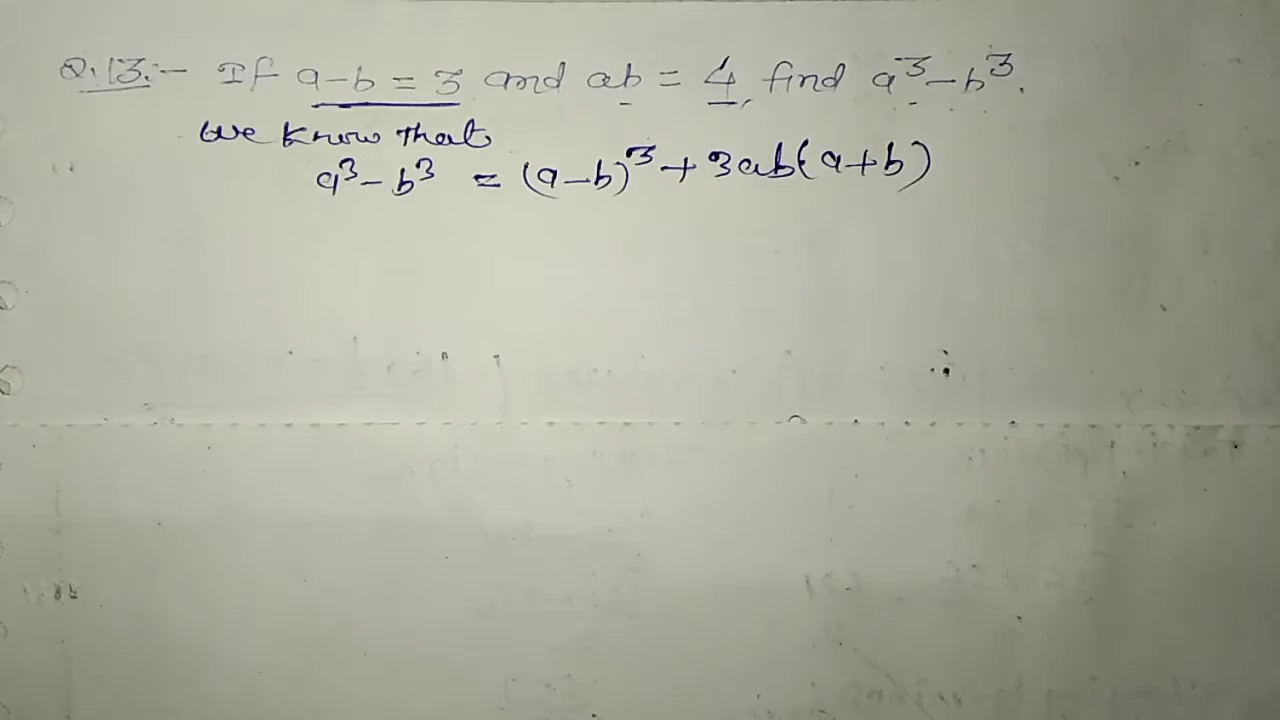 Q.13:- If a-b = 3 and ab = 4, find a³-b³.
We know that
a³-b³ = (a-b)³+3ab(a+b)